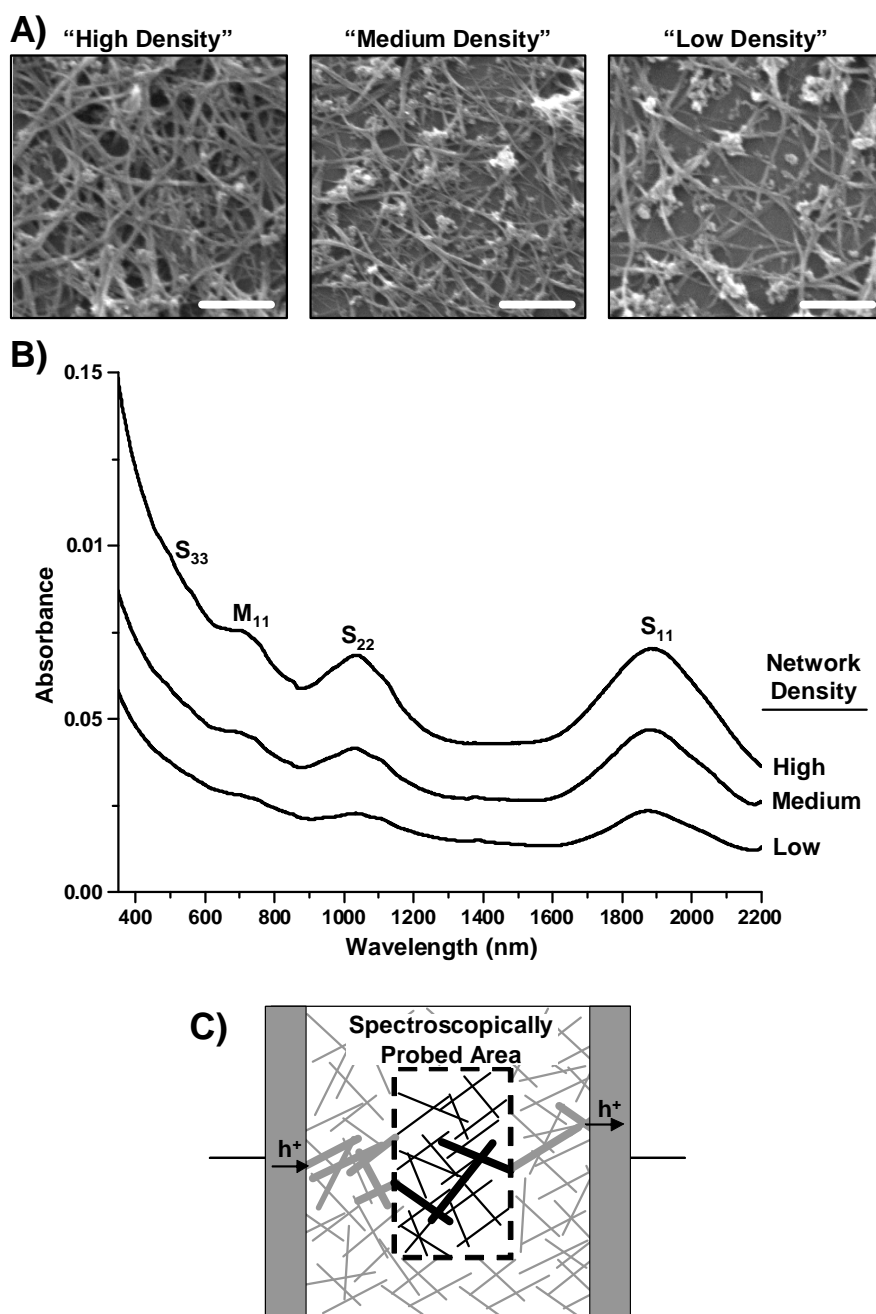 A)
“High Density” “Medium Density” “Low Density”
B)
0.15
0.01
0.05
0.00
Absorbance
S33
M11
S22
S11
Network
Density
High
Medium
Low
400 600 800 1000 1200 1400 1600 1800 2000 2200
Wavelength (nm)
C)
Spectroscopically
Probed Area
h+
h+